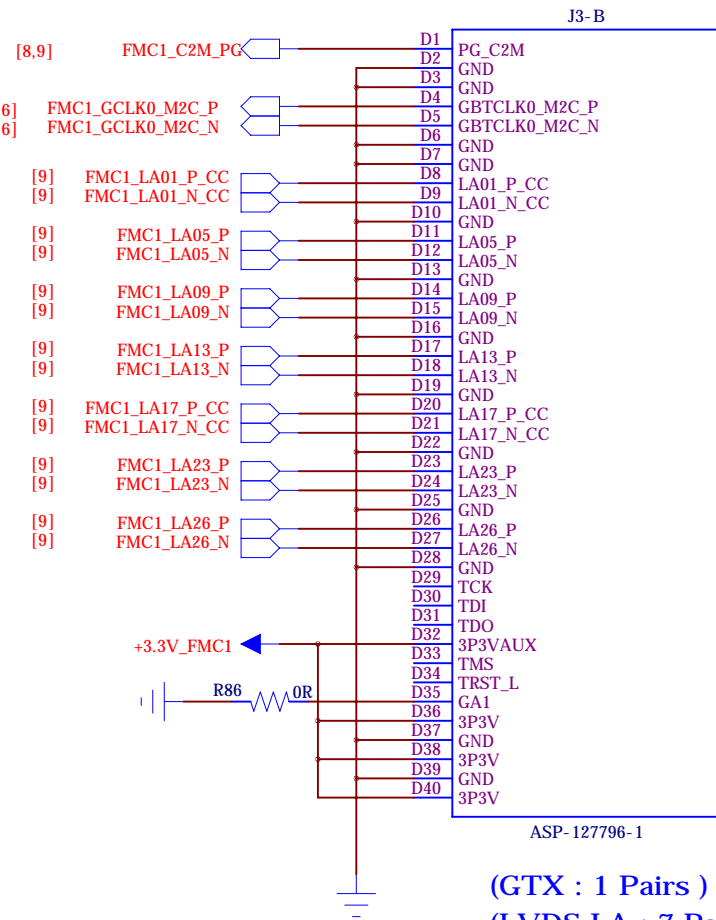 J3-B
[8,9] FMC1_C2M_PG D1 PG_C2M
D2 GND
D3 GND
6] FMC1_GCLK0_M2C_P D4 GBTCLK0_M2C_P
6] FMC1_GCLK0_M2C_N D5 GBTCLK0_M2C_N
D6 GND
D7 GND
[9] FMC1_LA01_P_CC D8 LA01_P_CC
[9] FMC1_LA01_N_CC D9 LA01_N_CC
D10 GND
[9] FMC1_LA05_P D11 LA05_P
[9] FMC1_LA05_N D12 LA05_N
D13 GND
[9] FMC1_LA09_P D14 LA09_P
[9] FMC1_LA09_N D15 LA09_N
D16 GND
[9] FMC1_LA13_P D17 LA13_P
[9] FMC1_LA13_N D18 LA13_N
D19 GND
[9] FMC1_LA17_P_CC D20 LA17_P_CC
[9] FMC1_LA17_N_CC D21 LA17_N_CC
D22 GND
[9] FMC1_LA23_P D23 LA23_P
[9] FMC1_LA23_N D24 LA23_N
D25 GND
[9] FMC1_LA26_P D26 LA26_P
[9] FMC1_LA26_N D27 LA26_N
D28 GND
D29 TCK
D30 TDI
D31 TDO
+3.3V_FMC1 D32 3P3VAUX
D33 TMS
D34 TRST_L
R86 0R D35 GA1
D36 3P3V
D37 GND
D38 3P3V
D39 GND
D40 3P3V
ASP-127796-1
(GTX : 1 Pairs )